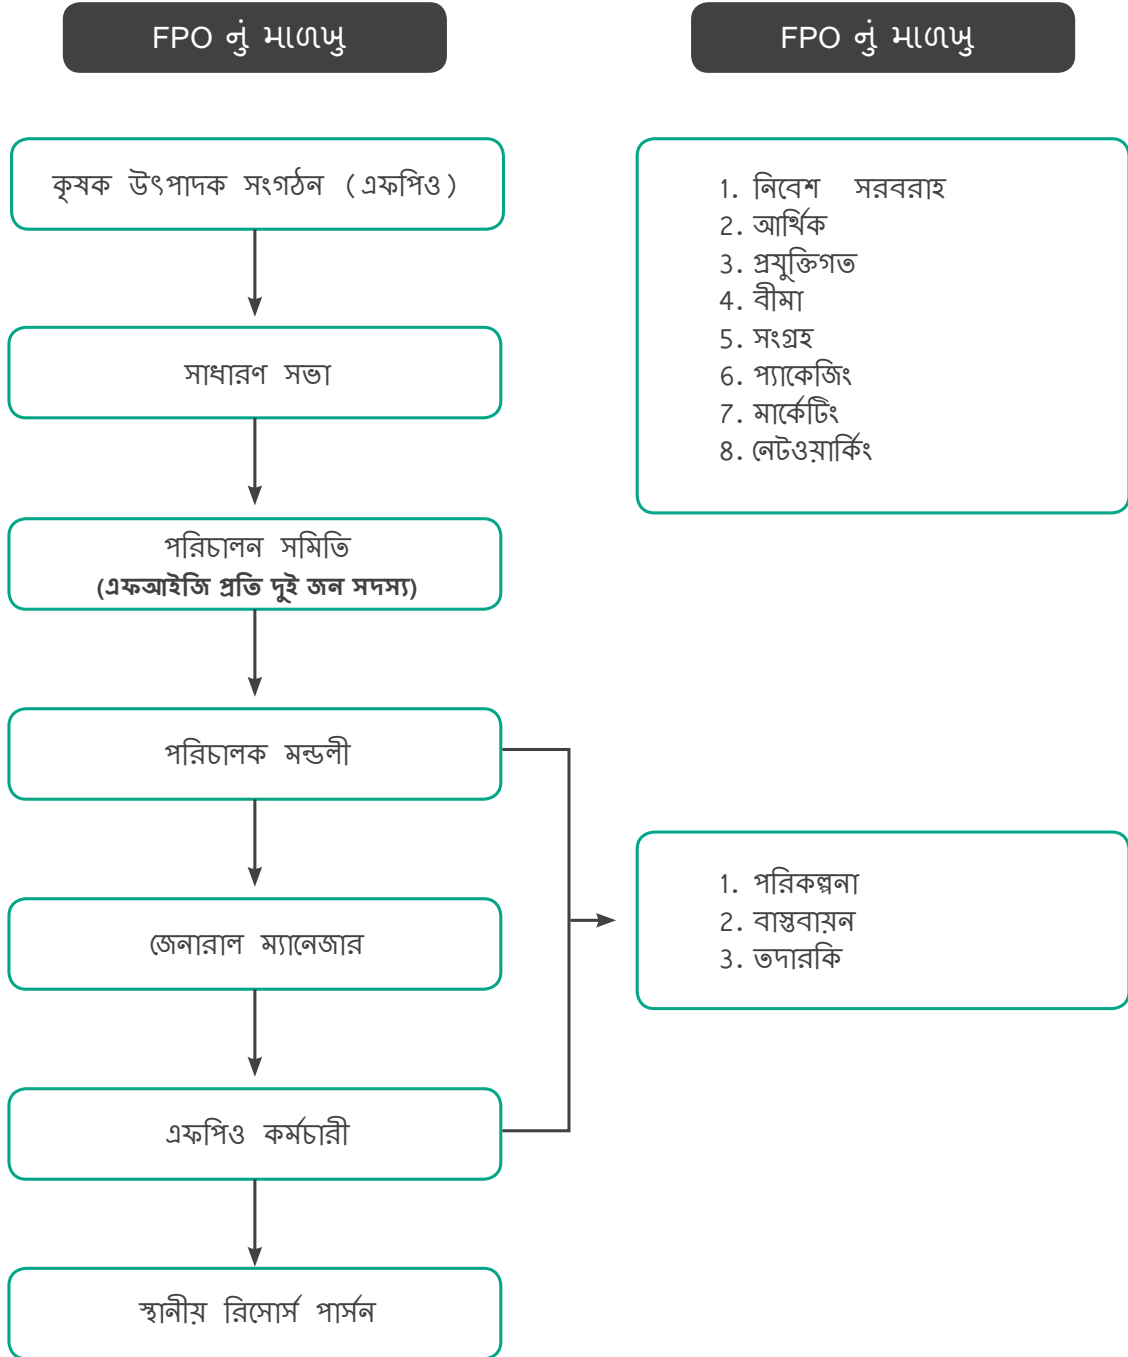 FPO નું માળખુ
કৃষক উৎপাদক সংগঠন (এফপিও)
সাধারণ সভা
পরিচালন সমিতি
(এফআইজি প্রতি দুই জন সদস্য)
পরিচালক মন্ডলী
জেনারাল ম্যানেজার
এফপিও কর্মচারী
স্থানীয় রিসোর্স পার্সন
FPO નું માળખુ
1. নিবেশ সরবরাহ
2. আর্থিক
3. প্রযুক্তিগত
4. বীমা
5. সংগ্রহ
6. প্যাকেজিং
7. মার্কেটিং
8. নেটওয়ার্কিং
1. পরিকল্পনা
2. বাস্তবায়ন
3. তদারকি